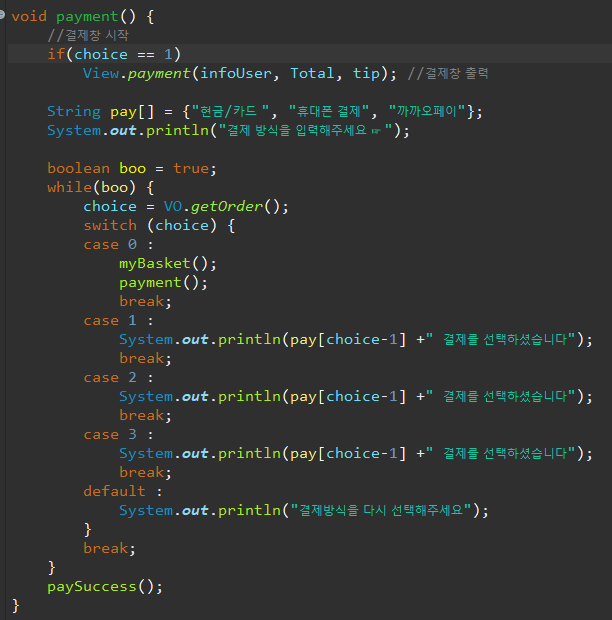 void payment() {
//결제창 시작
if(choice == 1)
View.payment(infoUser, Total, tip); //결제창 출력
String pay[] = {"현금/카드 ", "휴대폰 결제", "까까오페이"};
System.out.println("결제 방식을 입력해주세요 ☞ ");
boolean boo = true;
while(boo) {
choice = VO.getOrder();
switch (choice) {
case 0 :
myBasket();
payment();
break;
case 1 :
System.out.println(pay[choice-1] +" 결제를 선택하셨습니다");
break;
case 2 :
System.out.println(pay[choice-1] +" 결제를 선택하셨습니다");
break;
case 3 :
System.out.println(pay[choice-1] +" 결제를 선택하셨습니다");
break;
default :
System.out.println("결제방식을 다시 선택해주세요");
}
break;
}
paySuccess();
}